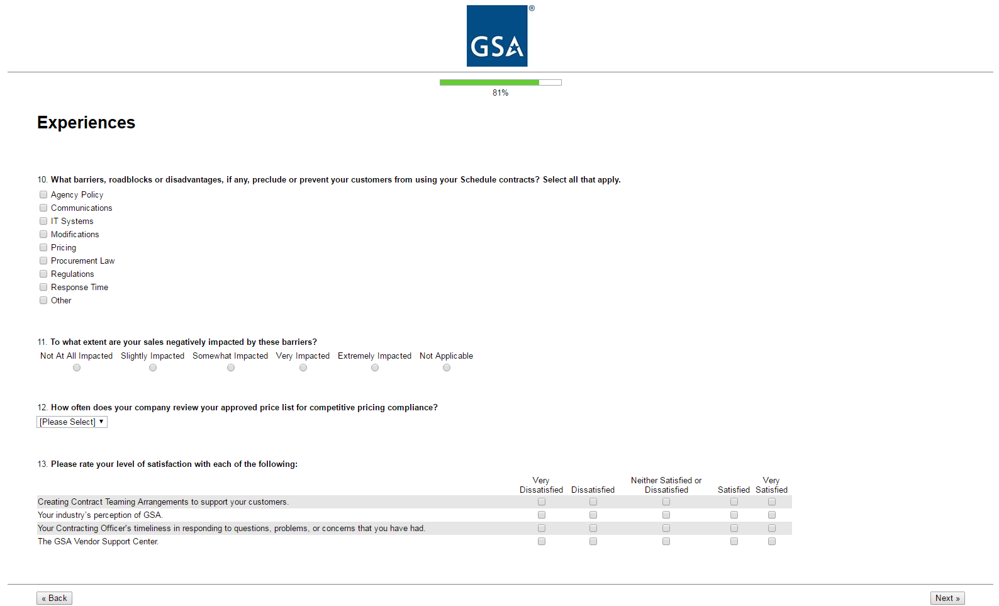 GSA ®
81%
Experiences
10. What barriers, roadblocks or disadvantages, if any, preclude or prevent your customers from using your Schedule contracts? Select all that apply.
Agency Policy
Communications
IT Systems
Modifications
Pricing
Procurement Law
Regulations
Response Time
Other
11. To what extent are your sales negatively impacted by these barriers?
Not At All Impacted Slightly Impacted Somewhat Impacted Very Impacted Extremely Impacted Not Applicable
12. How often does your company review your approved price list for competitive pricing compliance?
[Please Select] ▼
13. Please rate your level of satisfaction with each of the following:
Very Neither Satisfied or Very
Dissatisfied Dissatisfied Dissatisfied Satisfied Satisfied
Creating Contract Teaming Arrangements to support your customers.
Your industry’s perception of GSA.
Your Contracting Officer's timeliness in responding to questions, problems, or concerns that you have had.
The GSA Vendor Support Center.
« Back Next »